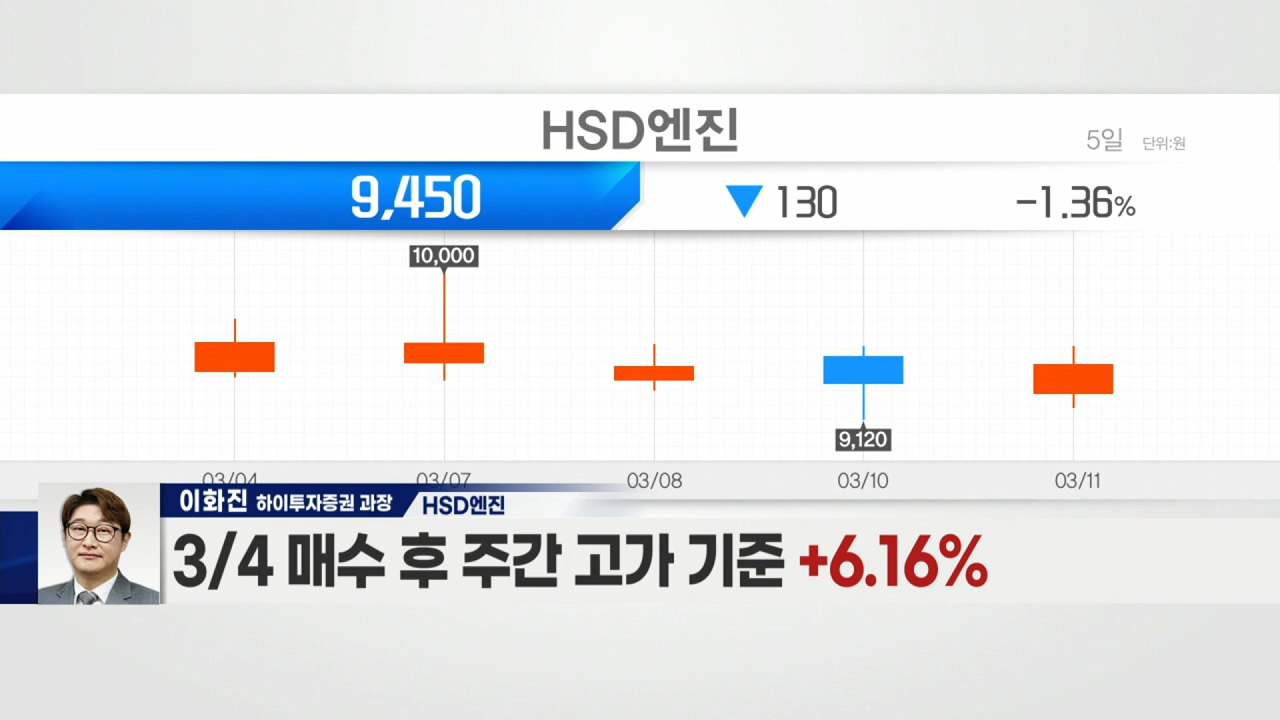 HSD엔진
5일 단위:원
9,450 ▼ 130 -1.36%
10,000
9,120
03/04 03/07 03/08 03/10 03/11
이화진 하이투자증권 과장 HSD엔진
3/4 매수 후 주간 고가 기준 +6.16%